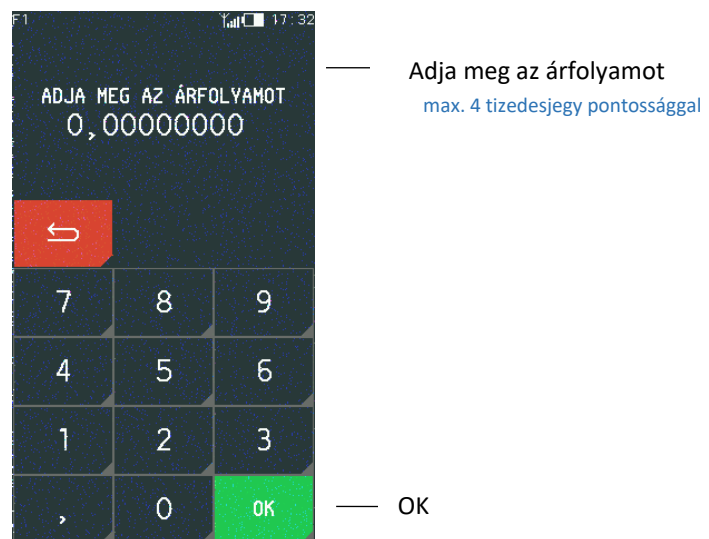 F1 17:32
ADJA MEG AZ ÁRFOLYAMOT
0,00000000
7 8 9
4 5 6
1 2 3
, 0 OK
Adja meg az árfolyamot
max. 4 tizedesjegy pontossággal
OK